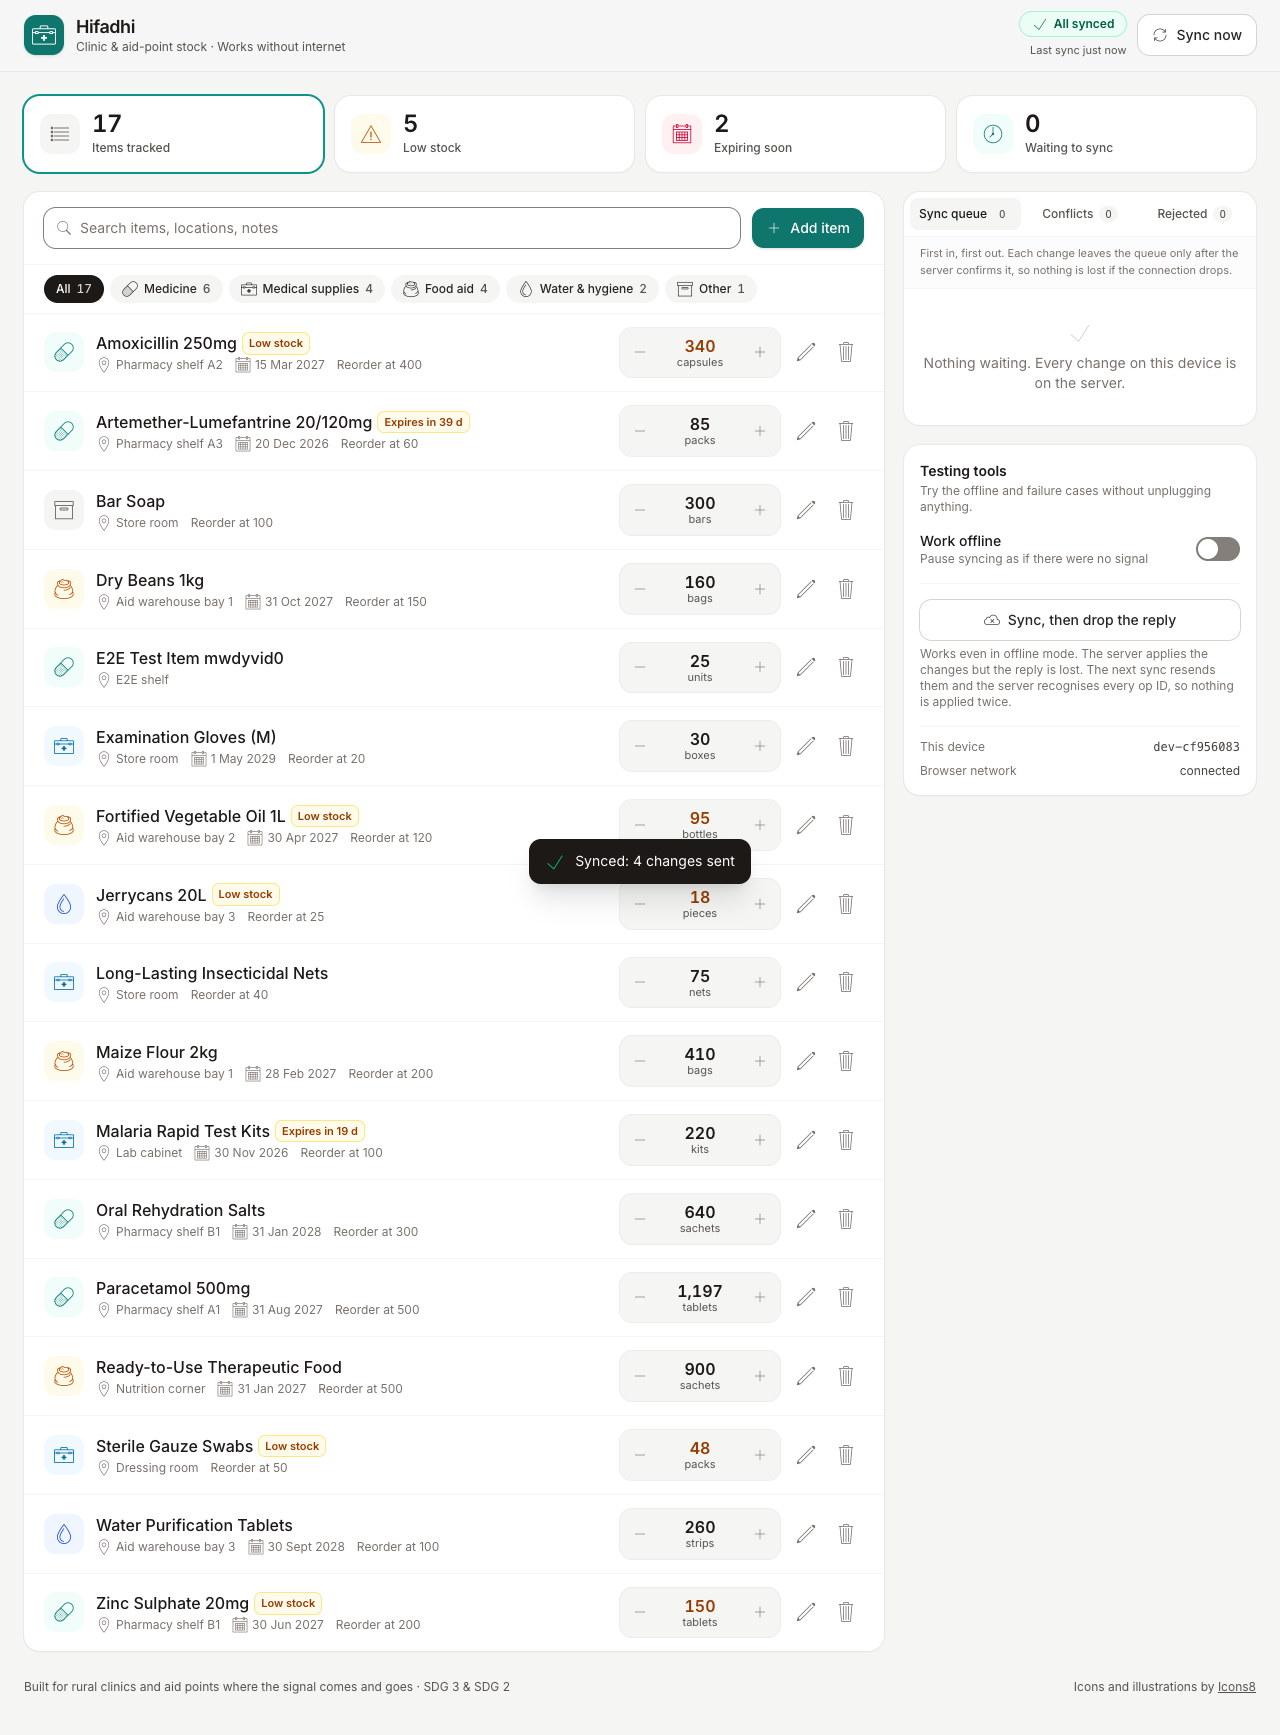 Hifadhi
Clinic & aid-point stock · Works without internet
All synced
Last sync just now
Sync now
17
Items tracked
5
Low stock
2
Expiring soon
0
Waiting to sync
Search items, locations, notes
Add item
All 17
Medicine 6
Medical supplies 4
Food aid 4
Water & hygiene 2
Other 1
Amoxicillin 250mg Low stock
Pharmacy shelf A2 15 Mar 2027 Reorder at 400
340
capsules
Artemether-Lumefantrine 20/120mg Expires in 39 d
Pharmacy shelf A3 20 Dec 2026 Reorder at 60
85
packs
Bar Soap
Store room Reorder at 100
300
bars
Dry Beans 1kg
Aid warehouse bay 1 31 Oct 2027 Reorder at 150
160
bags
E2E Test Item mwdyvid0
E2E shelf
25
units
Examination Gloves (M)
Store room 1 May 2029 Reorder at 20
30
boxes
Fortified Vegetable Oil 1L Low stock
Aid warehouse bay 2 30 Apr 2027 Reorder at 120
95
bottles
Synced: 4 changes sent
Jerrycans 20L Low stock
Aid warehouse bay 3 Reorder at 25
18
pieces
Long-Lasting Insecticidal Nets
Store room Reorder at 40
75
nets
Maize Flour 2kg
Aid warehouse bay 1 28 Feb 2027 Reorder at 200
410
bags
Malaria Rapid Test Kits Expires in 19 d
Lab cabinet 30 Nov 2026 Reorder at 100
220
kits
Oral Rehydration Salts
Pharmacy shelf B1 31 Jan 2028 Reorder at 300
640
sachets
Paracetamol 500mg
Pharmacy shelf A1 31 Aug 2027 Reorder at 500
1,197
tablets
Ready-to-Use Therapeutic Food
Nutrition corner 31 Jan 2027 Reorder at 500
900
sachets
Sterile Gauze Swabs Low stock
Dressing room Reorder at 50
48
packs
Water Purification Tablets
Aid warehouse bay 3 30 Sept 2028 Reorder at 100
260
strips
Zinc Sulphate 20mg Low stock
Pharmacy shelf B1 30 Jun 2027 Reorder at 200
150
tablets
Sync queue 0
Conflicts 0
Rejected 0
First in, first out. Each change leaves the queue only after the
server confirms it, so nothing is lost if the connection drops.
Nothing waiting. Every change on this device is
on the server.
Testing tools
Try the offline and failure cases without unplugging
anything.
Work offline
Pause syncing as if there were no signal
Sync, then drop the reply
Works even in offline mode. The server applies the
changes but the reply is lost. The next sync resends
them and the server recognises every op ID, so nothing
is applied twice.
This device dev-cf956083
Browser network connected
Built for rural clinics and aid points where the signal comes and goes · SDG 3 & SDG 2
Icons and illustrations by Icons8